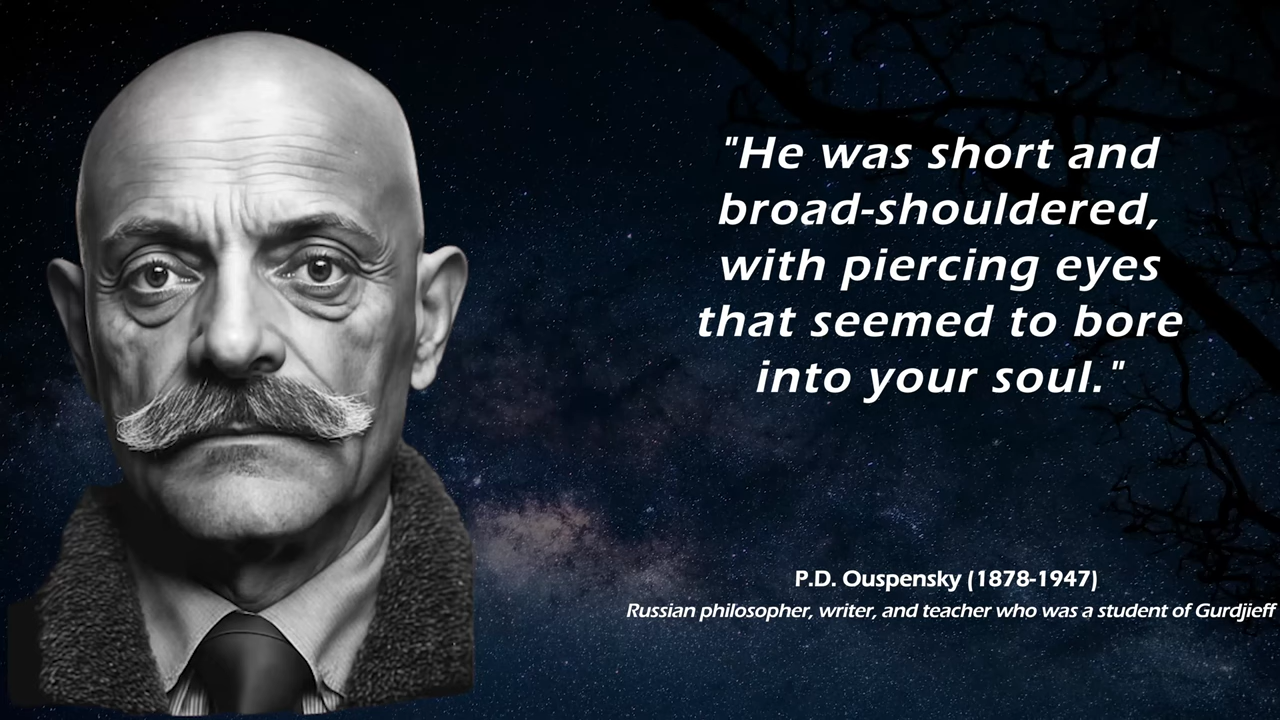 "He was short and
broad-shouldered,
with piercing eyes
that seemed to bore
into your soul."
P.D. Ouspensky (1878-1947)
Russian philosopher, writer, and teacher who was a student of Gurdjieff